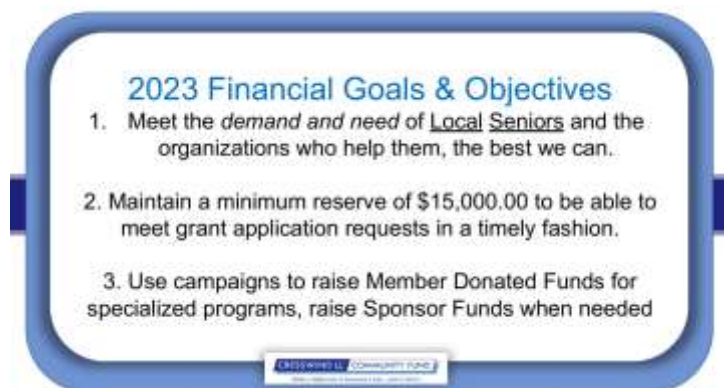 2023 Financial Goals & Objectives
1. Meet the demand and need of Local Seniors and the
organizations who help them, the best we can.
2. Maintain a minimum reserve of $15,000.00 to be able to
meet grant application requests in a timely fashion.
3. Use campaigns to raise Member Donated Funds for
specialized programs, raise Sponsor Funds when needed
COMMUNITY FUND